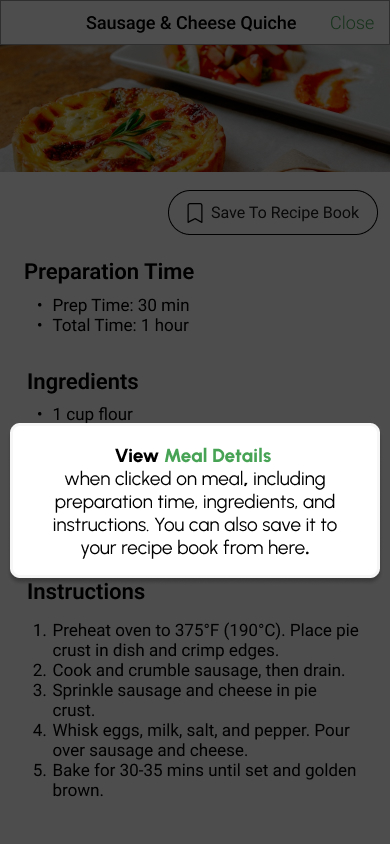 Sausage & Cheese Quiche
Close
Save To Recipe Book
Preparation Time
• Prep Time: 30 min
• Total Time: 1 hour
Ingredients
• 1 cup flour
View Meal Details
when clicked on meal, including
preparation time, ingredients, and
instructions. You can also save it to
your recipe book from here.
Instructions
1. Preheat oven to 375°F (190°C). Place pie
crust in dish and crimp edges.
2. Cook and crumble sausage, then drain.
3. Sprinkle sausage and cheese in pie
crust.
4. Whisk eggs, milk, salt, and pepper. Pour
over sausage and cheese.
5. Bake for 30-35 mins until set and golden
brown.